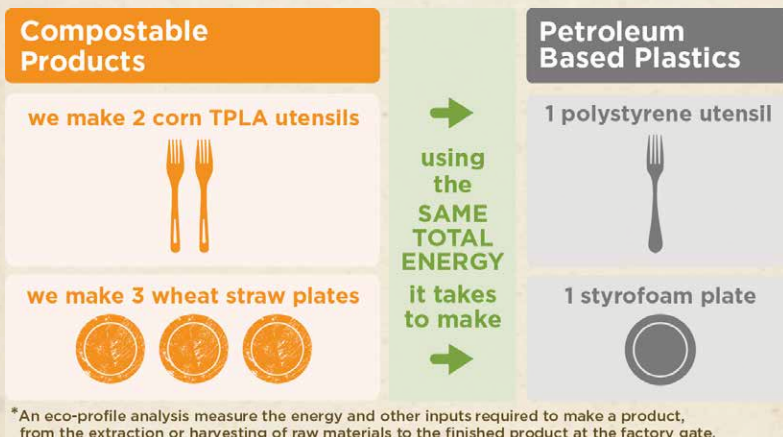 Compostable
Products
Petroleum
Based Plastics
we make 2 corn TPLA utensils
using
the
SAME
TOTAL
ENERGY
it takes
to make
1 polystyrene utensil
we make 3 wheat straw plates
1 styrofoam plate
*An eco-profile analysis measure the energy and other inputs required to make a product,
from the extraction or harvesting of raw materials to the finished product at the factory gate.